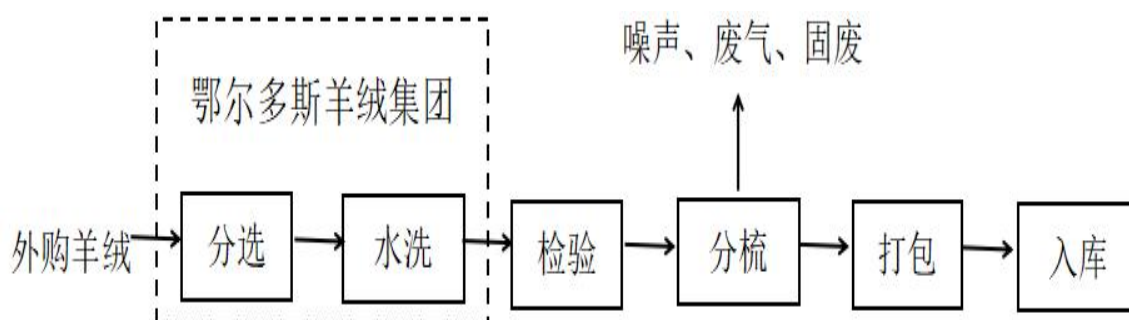 噪声、废气、固废
鄂尔多斯羊绒集团
外购羊绒
分选
水洗
检验
分梳
打包
入库